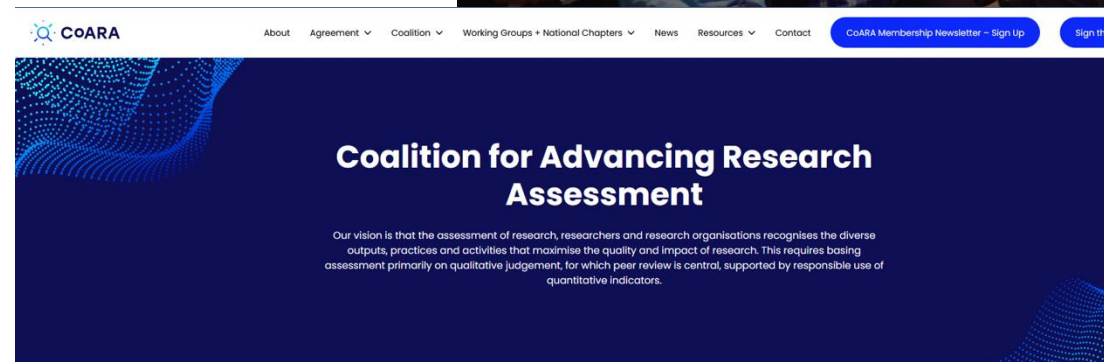 CoARA
About Agreement Coalition Working Groups + National Chapters News Resources Contact CoARA Membership Newsletter – Sign Up Sign th
Coalition for Advancing Research
Assessment
Our vision is that the assessment of research, researchers and research organisations recognises the diverse
outputs, practices and activities that maximise the quality and impact of research. This requires basing
assessment primarily on qualitative judgement, for which peer review is central, supported by responsible use of
quantitative indicators.